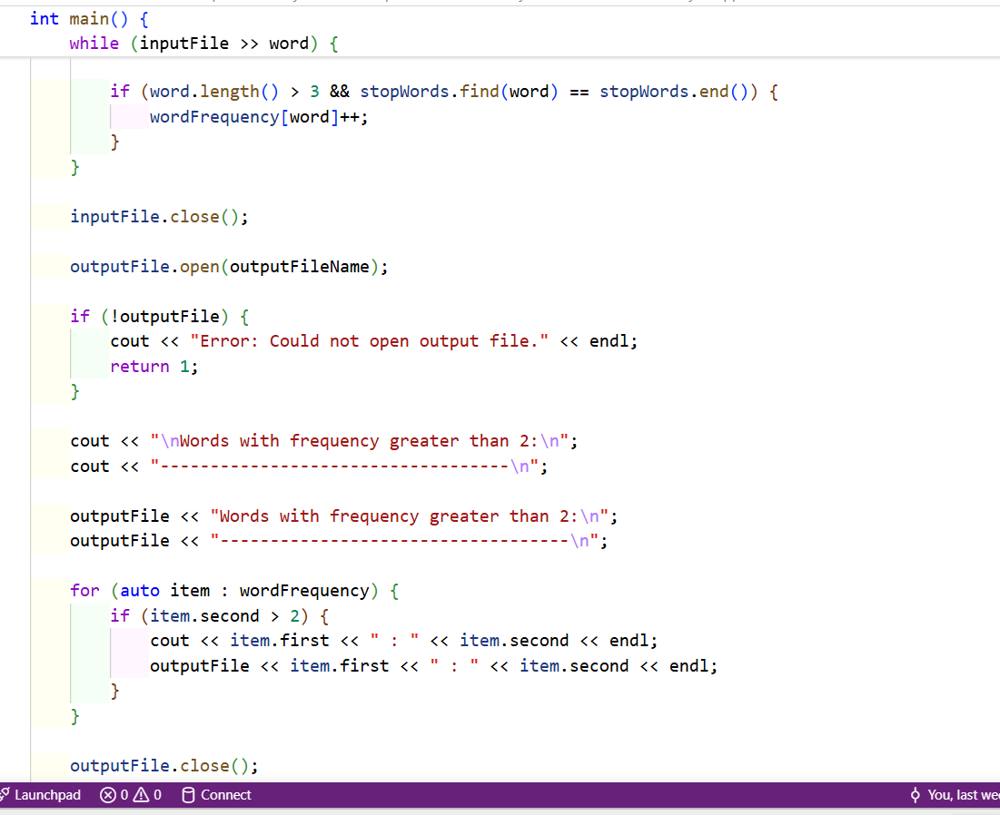 int main() {
while (inputFile >> word) {
if (word.length() > 3 && stopWords.find(word) == stopWords.end()) {
wordFrequency[word]++;
}
}
inputFile.close();
outputFile.open(outputFileName);
if (!outputFile) {
cout << "Error: Could not open output file." << endl;
return 1;
}
cout << "\nWords with frequency greater than 2:\n";
cout << "-----------------------------------\n";
outputFile << "Words with frequency greater than 2:\n";
outputFile << "-----------------------------------\n";
for (auto item : wordFrequency) {
if (item.second > 2) {
cout << item.first << " : " << item.second << endl;
outputFile << item.first << " : " << item.second << endl;
}
}
outputFile.close();
Launchpad 0 0 Connect You, last